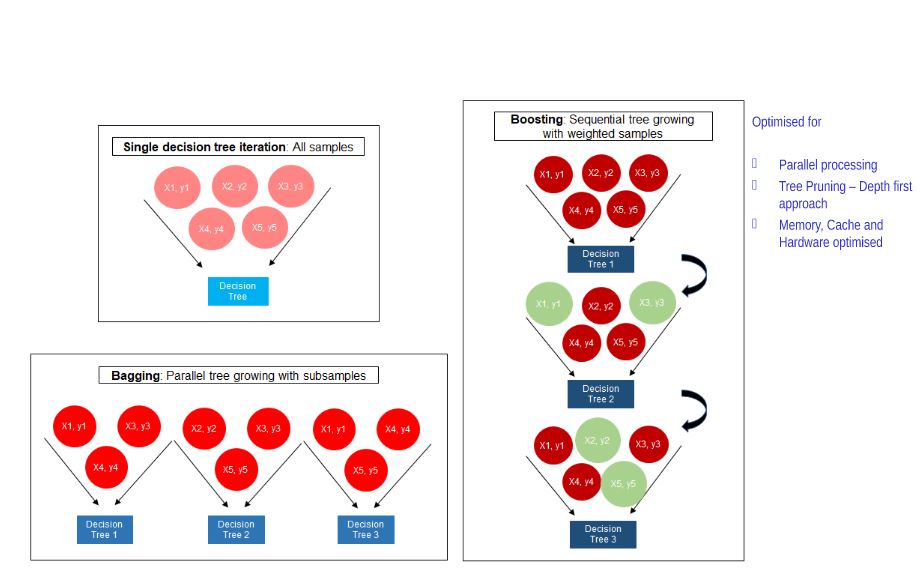 Single decision tree iteration: All samples
X1, y1
X2, y2
X3, y3
X4, y4
X5, y5
Decision
Tree
Bagging: Parallel tree growing with subsamples
X1, y1
X3, y3
X4, y4
Decision
Tree 1
X2, y2
X3, y3
X5, y5
Decision
Tree 2
X1, y1
X4, y4
X5, y5
Decision
Tree 3
Boosting: Sequential tree growing
with weighted samples
X1, y1
X2, y2
X3, y3
X4, y4
X5, y5
Decision
Tree 1
X1, y1
X2, y2
X3, y3
X4, y4
X5, y5
Decision
Tree 2
X1, y1
X2, y2
X3, y3
X4, y4
X5, y5
Decision
Tree 3
Optimised for
Parallel processing
Tree Pruning – Depth first
approach
Memory, Cache and
Hardware optimised